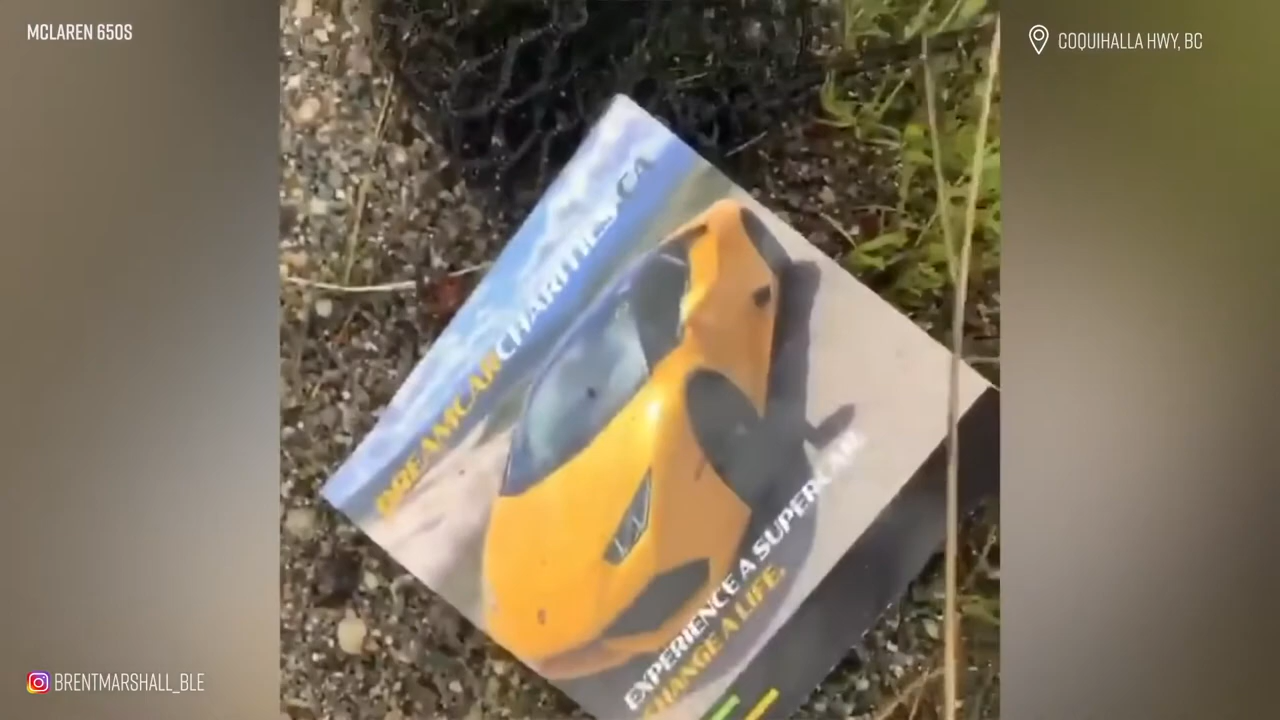 MCLAREN 650S
COQUIHALLA HWY, BC
DREAMCARCHARITIES.CA
EXPERIENCE A SUPERCAR
CHANGE A LIFE.
BRENTMARSHALL_BLE